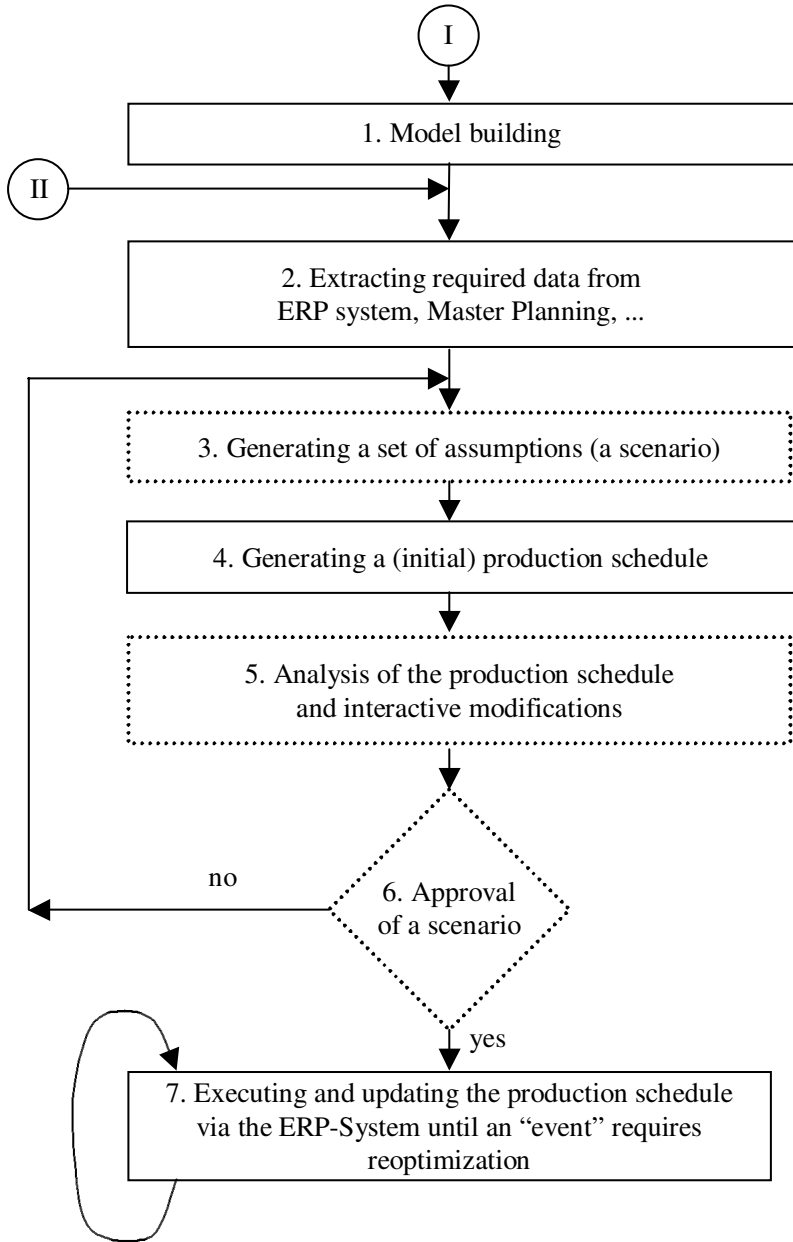 I
1. Model building
II
2. Extracting required data from
ERP system, Master Planning, ...
3. Generating a set of assumptions (a scenario)
4. Generating a (initial) production schedule
5. Analysis of the production schedule
and interactive modifications
no
6. Approval
of a scenario
yes
7. Executing and updating the production schedule
via the ERP-System until an “event” requires
reoptimization